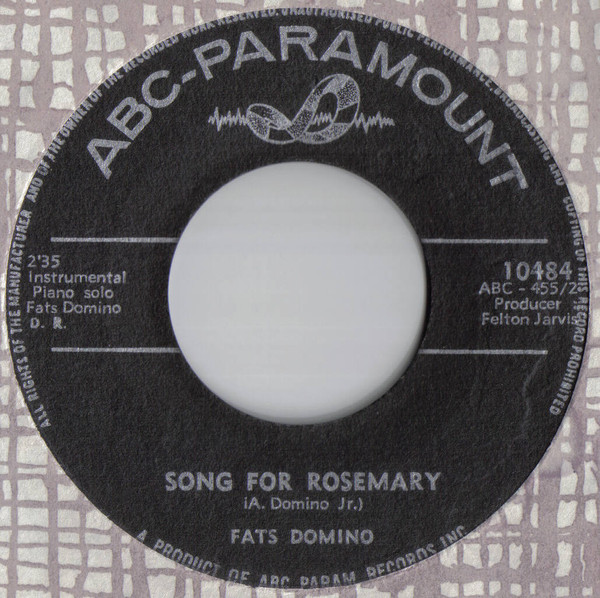 ALL RIGHTS OF THE MANUFACTURER AND OF THE OWNER OF THE RECORDED WORK RESERVED. UNAUTHORISED PUBLIC PERFORMANCE, BROADCASTING AND COPYING OF THIS RECORD PROHIBITED
ABC-PARAMOUNT
2'35
Instrumental
Piano solo
Fats Domino
D. R.
10484
ABC - 455/2
Producer
Felton Jarvis
SONG FOR ROSEMARY
(A. Domino Jr.)
FATS DOMINO
A PRODUCT OF ABC PARAM. RECORDS INC.